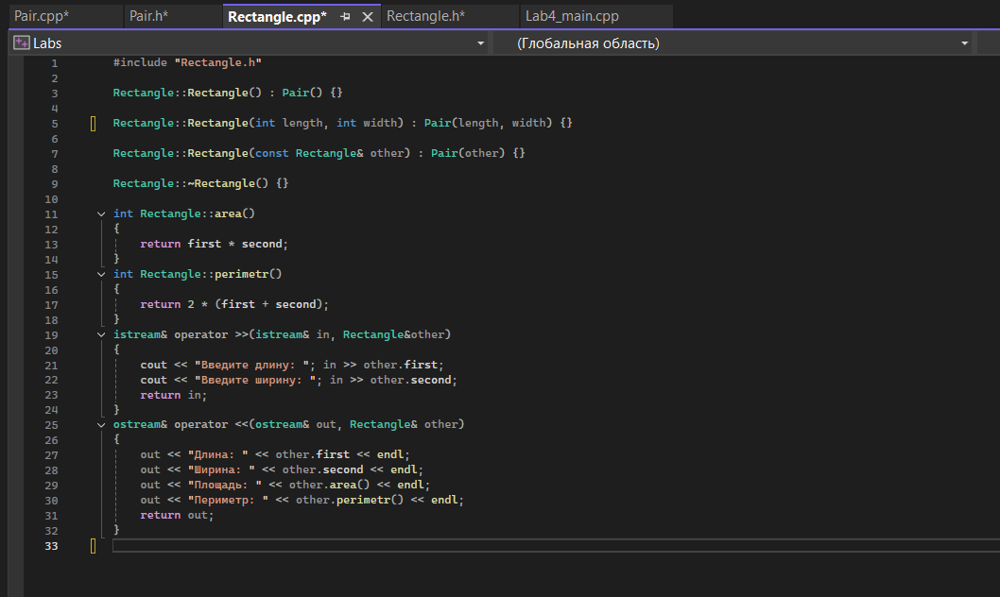 Pair.cpp* Pair.h* Rectangle.cpp* Rectangle.h* Lab4_main.cpp
Labs (Глобальная область)
1 #include "Rectangle.h"
2
3 Rectangle::Rectangle() : Pair() {}
4
5 Rectangle::Rectangle(int length, int width) : Pair(length, width) {}
6
7 Rectangle::Rectangle(const Rectangle& other) : Pair(other) {}
8
9 Rectangle::~Rectangle() {}
10
11 int Rectangle::area()
12 {
13 return first * second;
14 }
15 int Rectangle::perimetr()
16 {
17 return 2 * (first + second);
18 }
19 istream& operator >>(istream& in, Rectangle&other)
20 {
21 cout << "Введите длину: "; in >> other.first;
22 cout << "Введите ширину: "; in >> other.second;
23 return in;
24 }
25 ostream& operator <<(ostream& out, Rectangle& other)
26 {
27 out << "Длина: " << other.first << endl;
28 out << "Ширина: " << other.second << endl;
29 out << "Площадь: " << other.area() << endl;
30 out << "Периметр: " << other.perimetr() << endl;
31 return out;
32 }
33